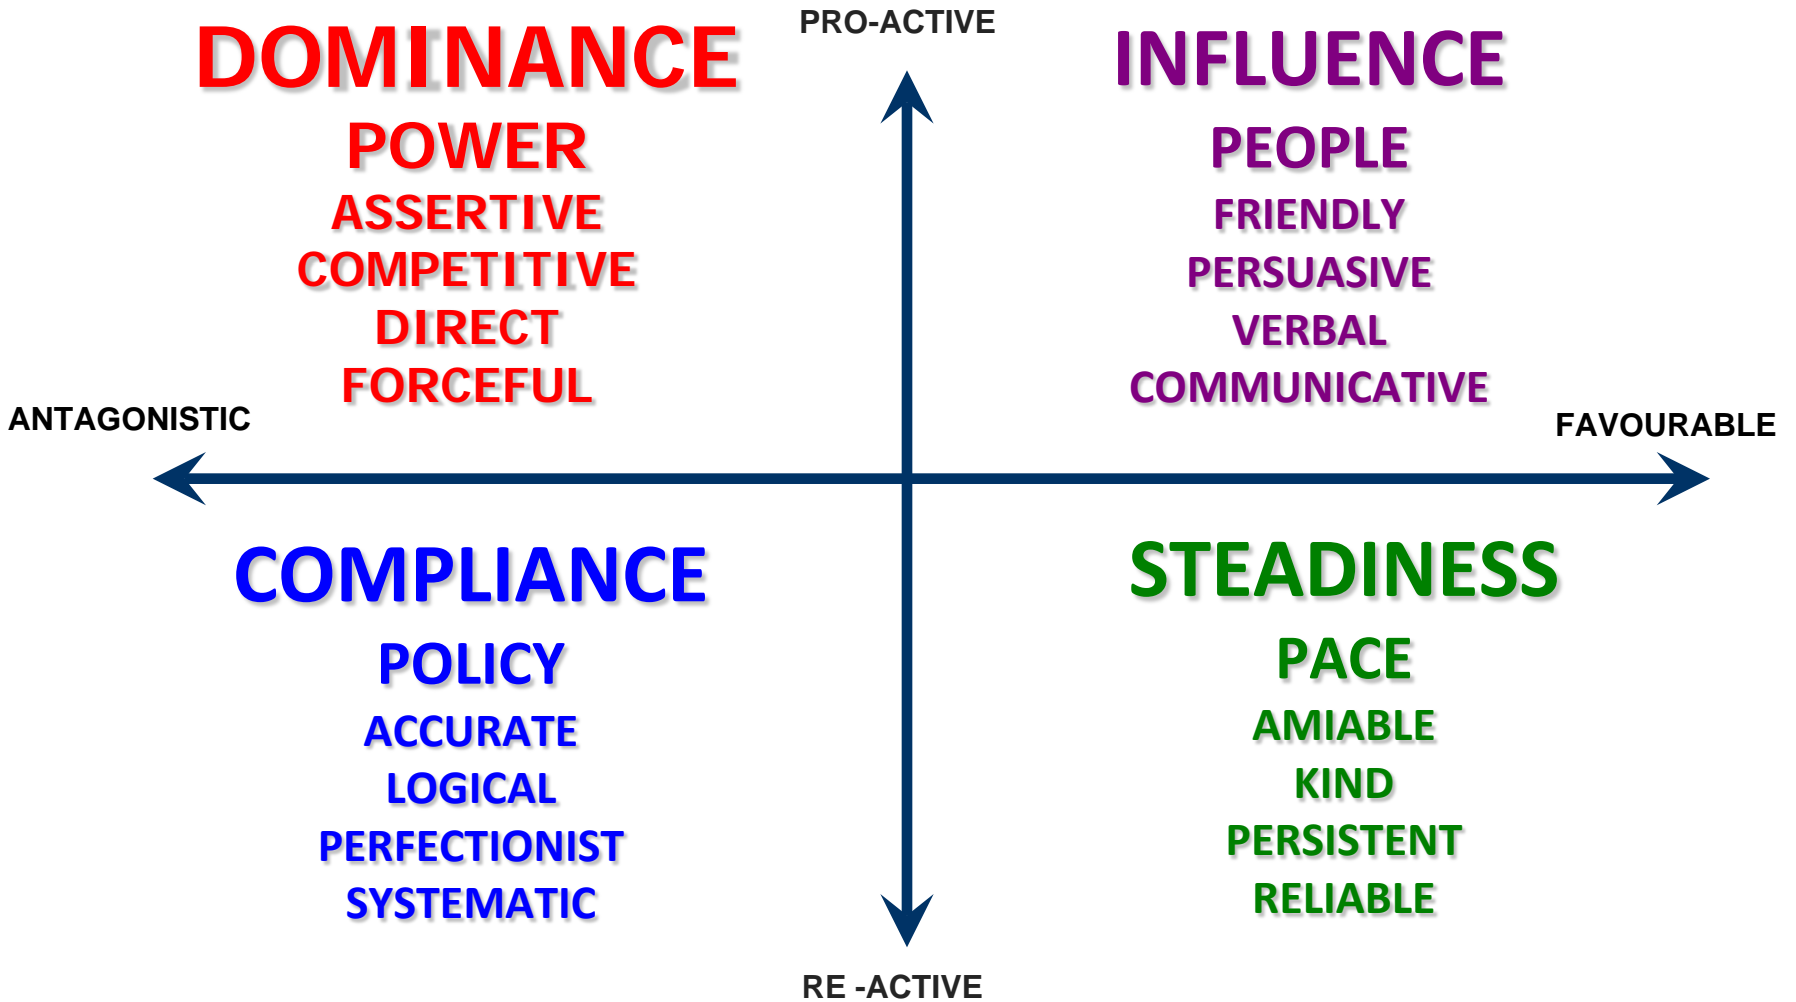 PRO-ACTIVE
DOMINANCE
POWER
ASSERTIVE
COMPETITIVE
DIRECT
FORCEFUL
INFLUENCE
PEOPLE
FRIENDLY
PERSUASIVE
VERBAL
COMMUNICATIVE
ANTAGONISTIC
FAVOURABLE
COMPLIANCE
POLICY
ACCURATE
LOGICAL
PERFECTIONIST
SYSTEMATIC
STEADINESS
PACE
AMIABLE
KIND
PERSISTENT
RELIABLE
RE -ACTIVE